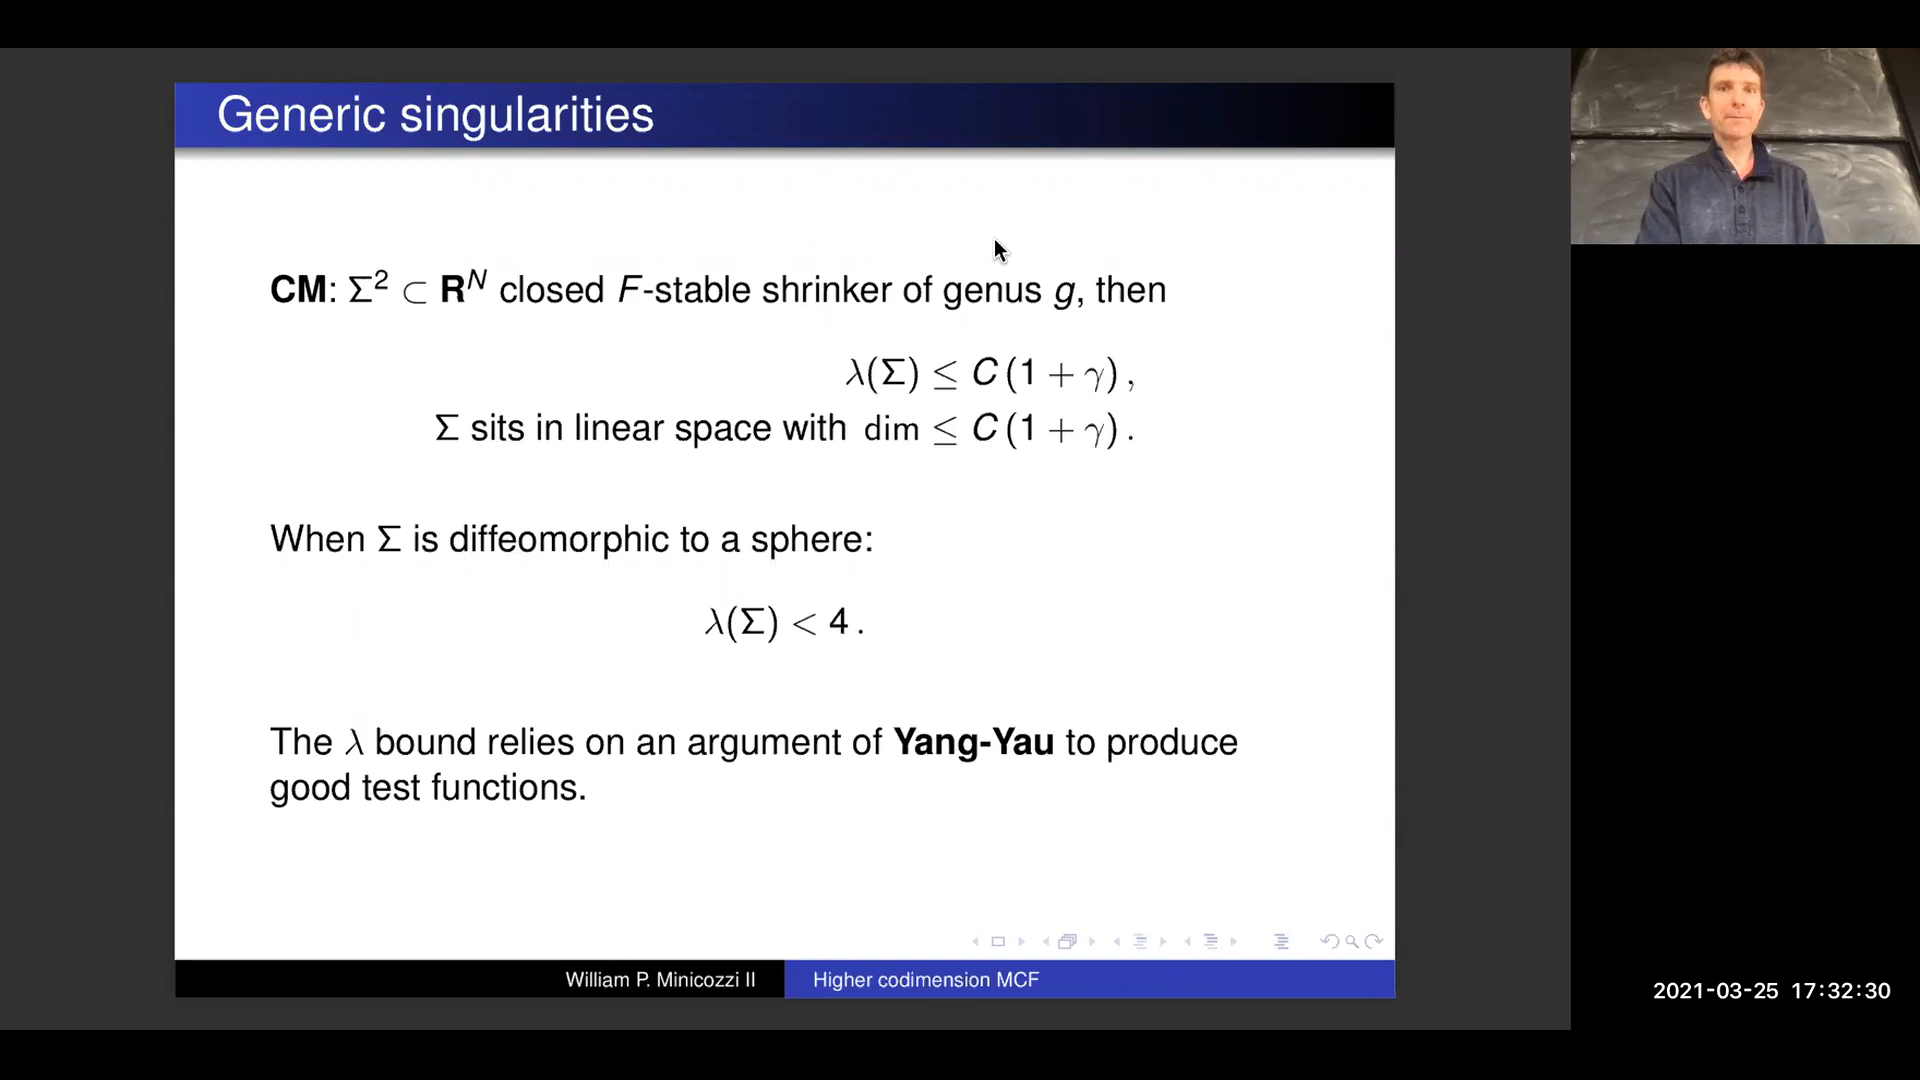 Generic singularities
CM: Σ² ⊂ R^N closed F-stable shrinker of genus g, then
λ(Σ) ≤ C (1 + γ) ,
Σ sits in linear space with dim ≤ C (1 + γ) .
When Σ is diffeomorphic to a sphere:
λ(Σ) < 4 .
The λ bound relies on an argument of Yang-Yau to produce
good test functions.
William P. Minicozzi II
Higher codimension MCF
2021-03-25 17:32:30